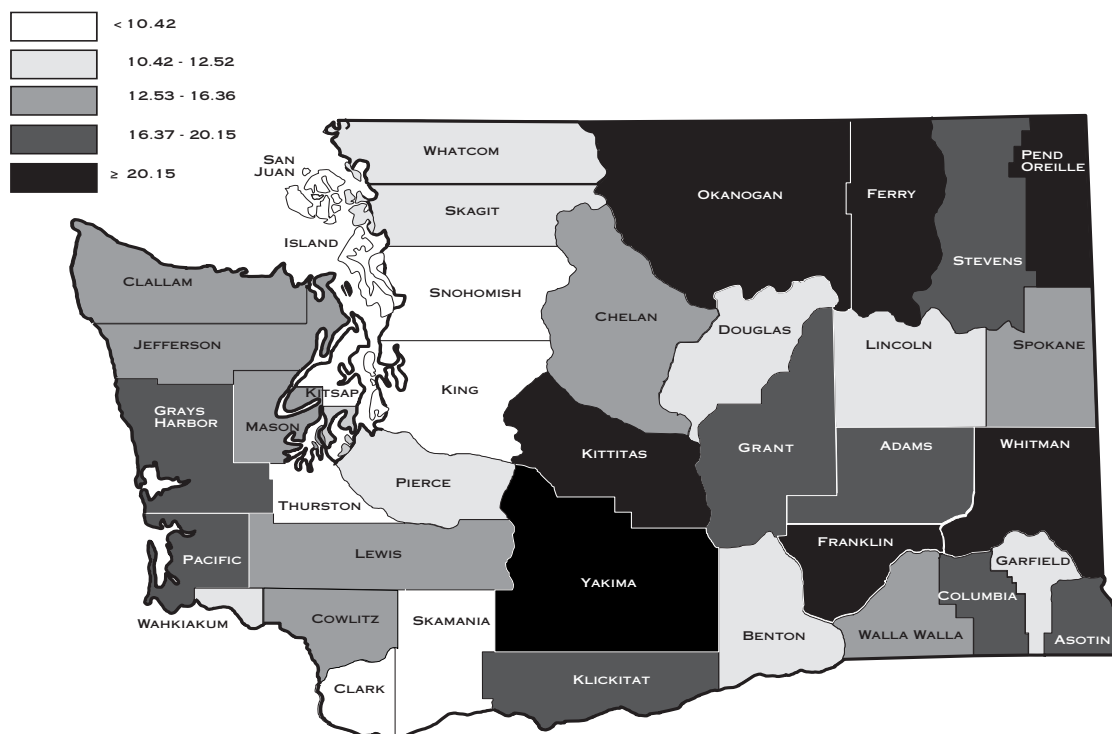 < 10.42
10.42 - 12.52
12.53 - 16.36
16.37 - 20.15
≥ 20.15
WHATCOM
SAN
JUAN
PEND
OREILLE
OKANOGAN
FERRY
SKAGIT
ISLAND
STEVENS
CLALLAM
SNOHOMISH
CHELAN
DOUGLAS
JEFFERSON
LINCOLN
SPOKANE
KITSAP
KING
GRAYS
HARBOR
MASON
KITTITAS
GRANT
ADAMS
WHITMAN
PIERCE
THURSTON
FRANKLIN
LEWIS
PACIFIC
GARFIELD
YAKIMA
COLUMBIA
WAHKIAKUM
COWLITZ
SKAMANIA
BENTON
WALLA WALLA
ASOTIN
KLICKITAT
CLARK